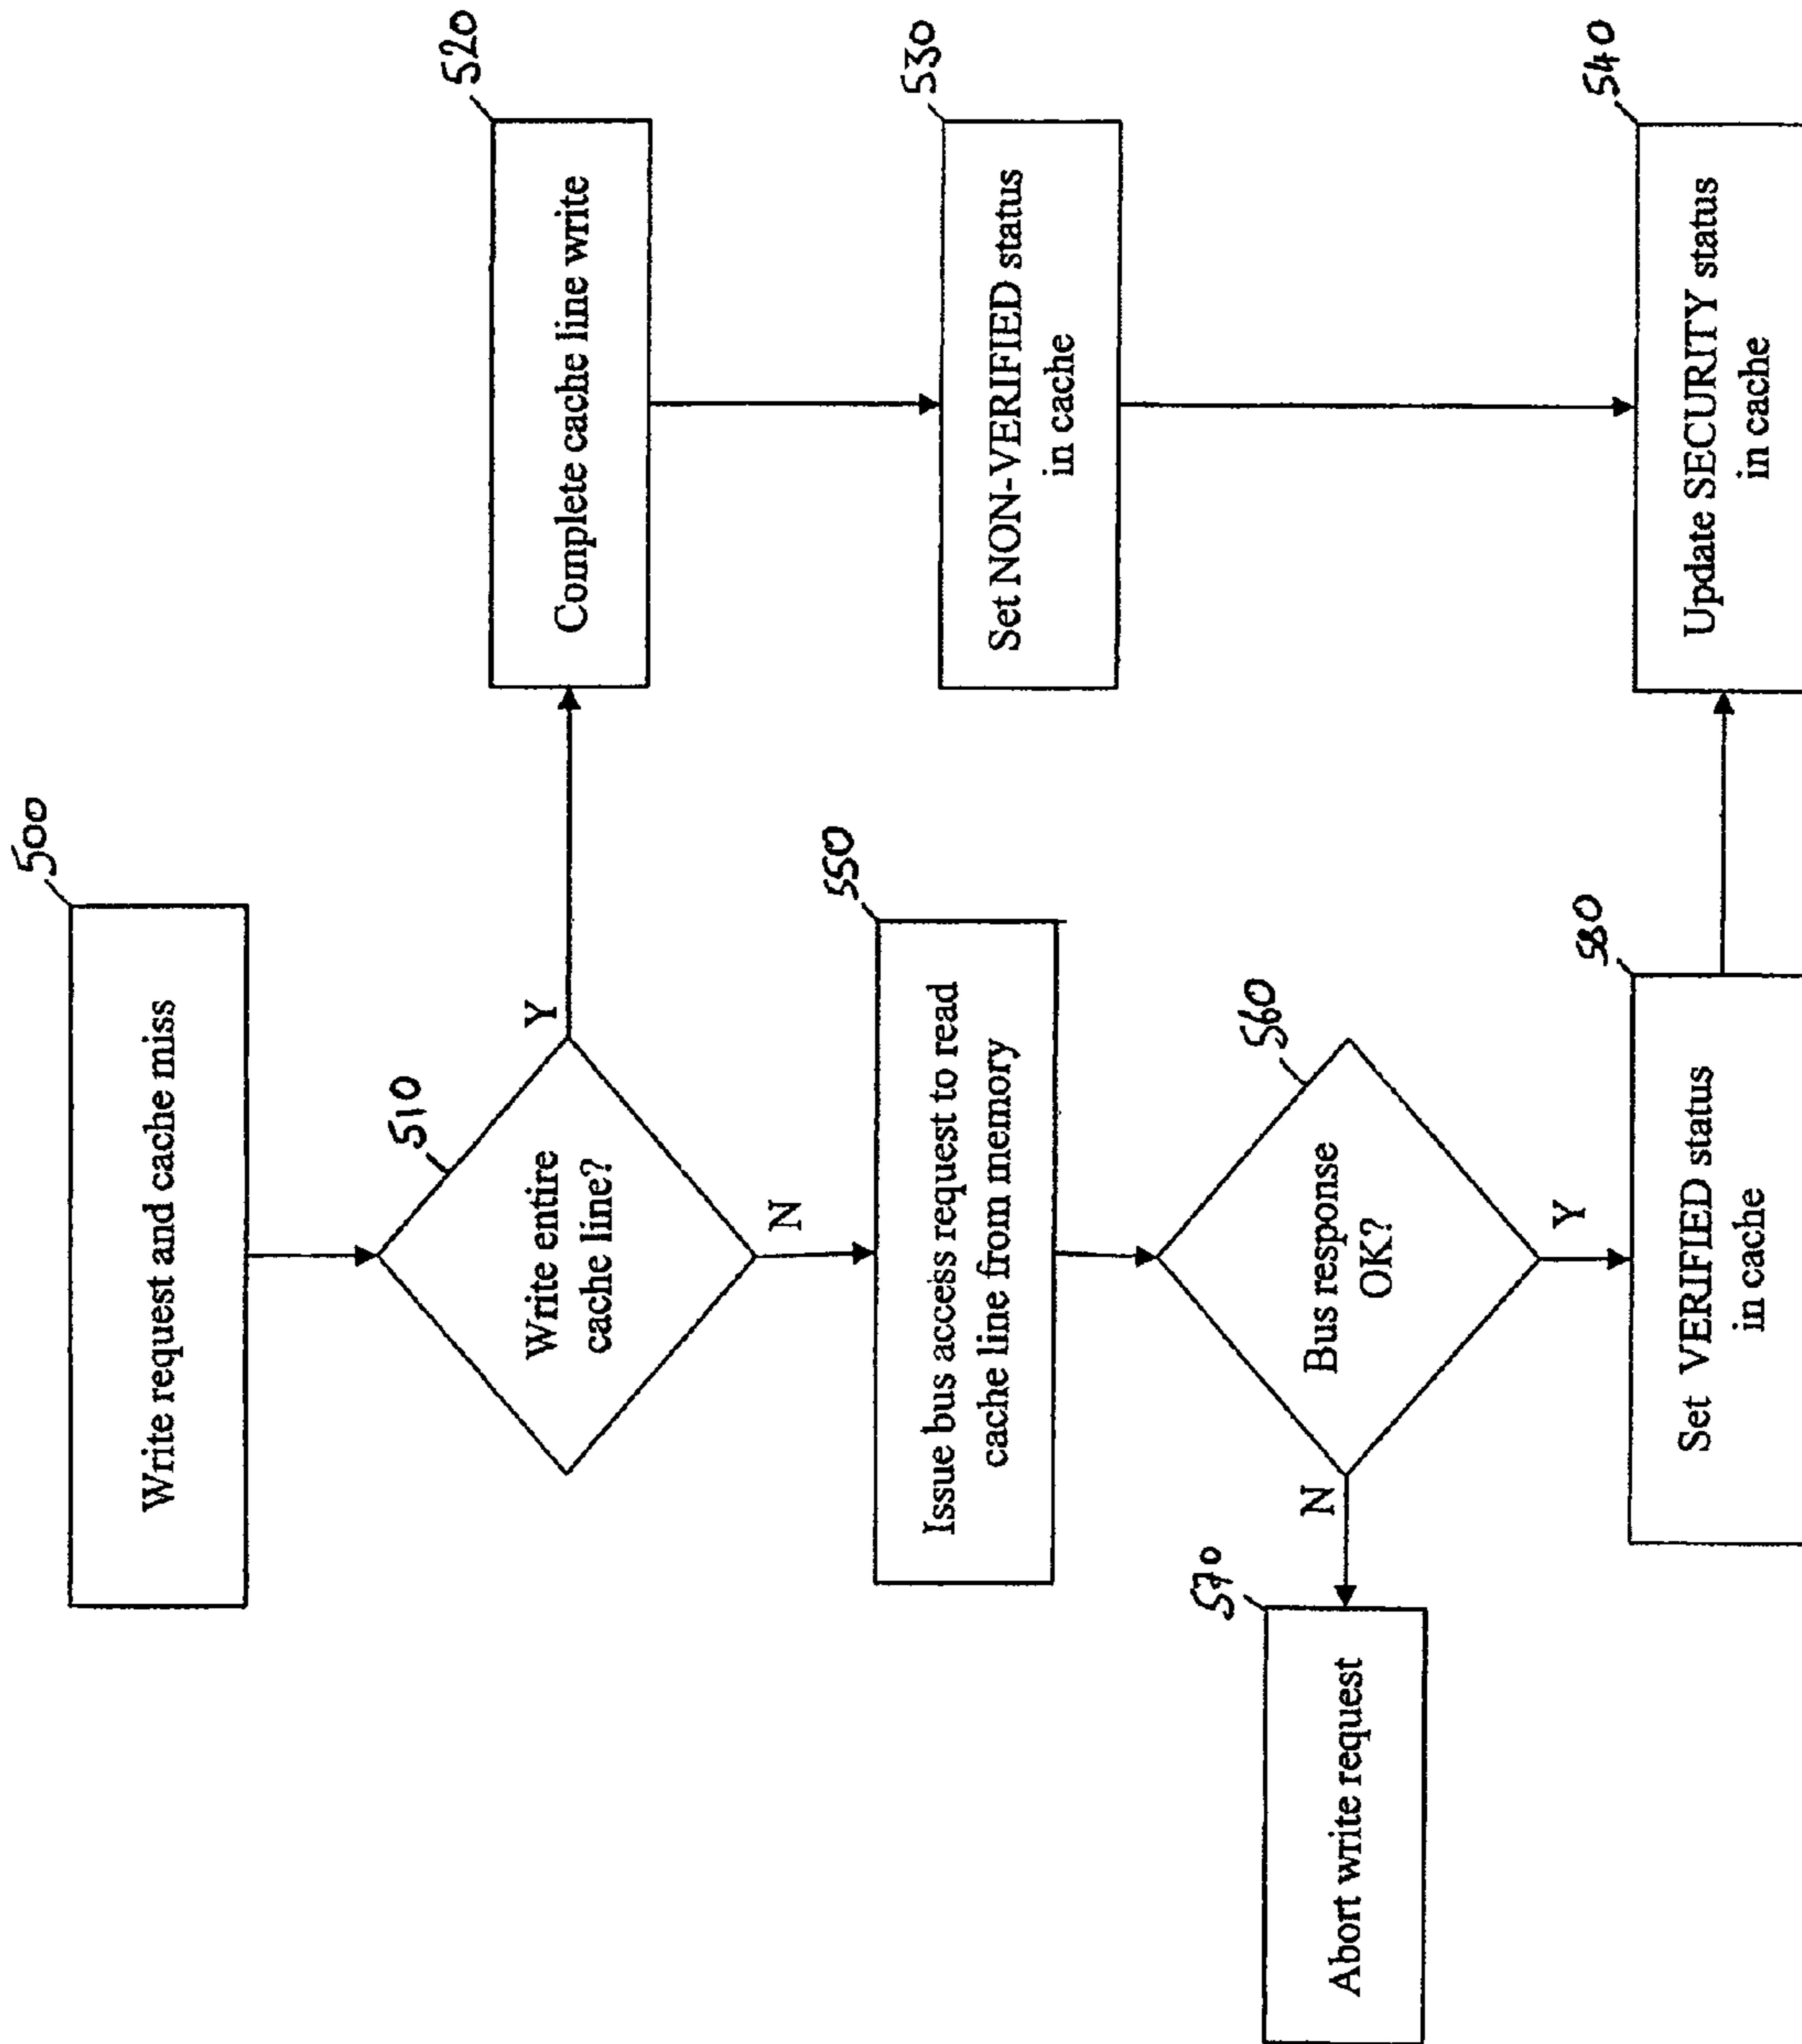 500
Write request and cache miss
510
Write entire
cache line?
Y
N
520
Complete cache line write
530
Set NON-VERIFIED status
in cache
540
Update SECURITY status
in cache
550
Issue bus access request to read
cache line from memory
560
Bus response
OK?
N
Y
570
Abort write request
580
Set VERIFIED status
in cache